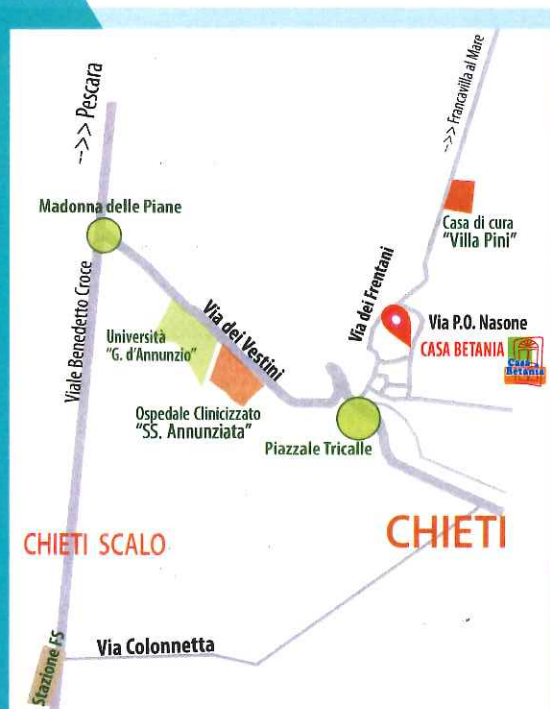 -->> Pescara
-->> Francavilla al Mare
Madonna delle Piane
Casa di cura
"Villa Pini"
Viale Benedetto Croce
Via dei Vestini
Via dei Frentani
Via P.O. Nasone
CASA BETANIA
Casa
Betania
Università
"G. d'Annunzio"
Ospedale Clinicizzato
"SS. Annunziata"
Piazzale Tricalle
CHIETI SCALO
CHIETI
Stazione FS
Via Colonnetta